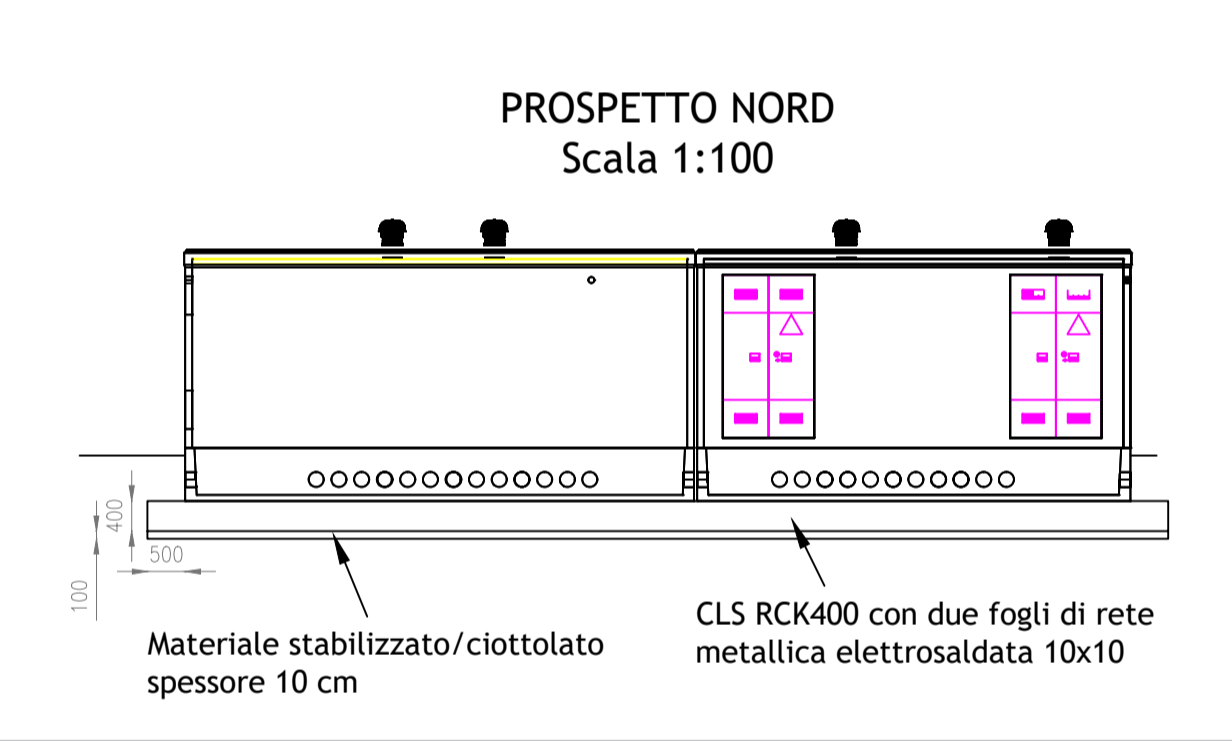 PROSPETTO NORD
Scala 1:100
400
500
100
Materiale stabilizzato/ciottolato
spessore 10 cm
CLS RCK400 con due fogli di rete
metallica elettrosaldata 10x10